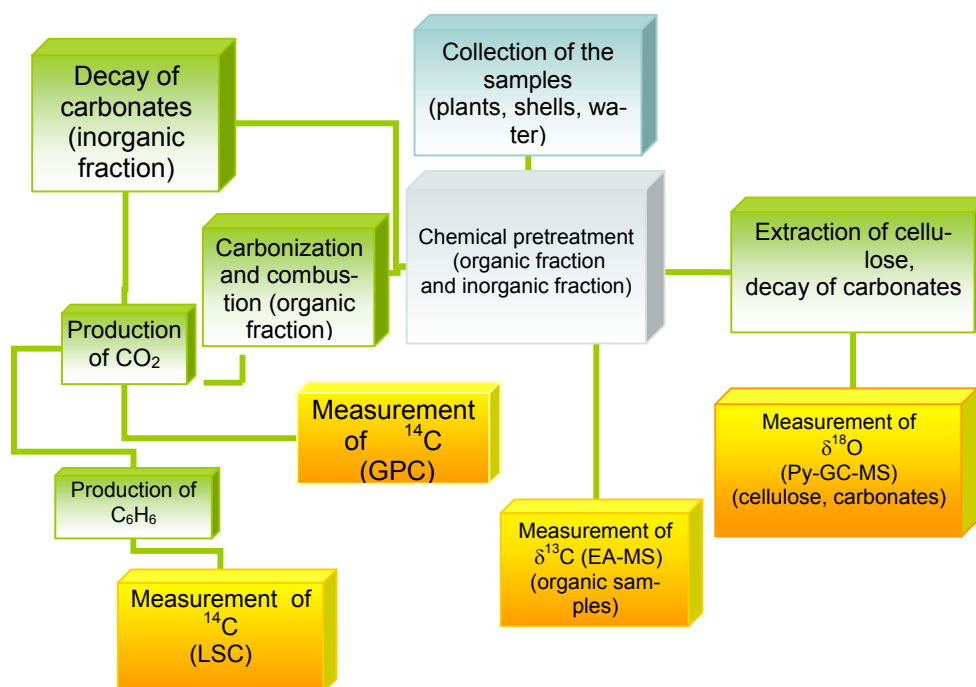 Collection of the
samples
(plants, shells, wa-
ter)
Decay of
carbonates
(inorganic
fraction)
Chemical pretreatment
(organic fraction
and inorganic fraction)
Extraction of cellu-
lose,
decay of carbonates
Carbonization
and combus-
tion (organic
fraction)
Production
of CO₂
Measurement
of ¹⁴C
(GPC)
Measurement of
δ¹⁸O
(Py-GC-MS)
(cellulose, carbonates)
Production of
C₆H₆
Measurement of
δ¹³C (EA-MS)
(organic sam-
ples)
Measurement of
¹⁴C
(LSC)